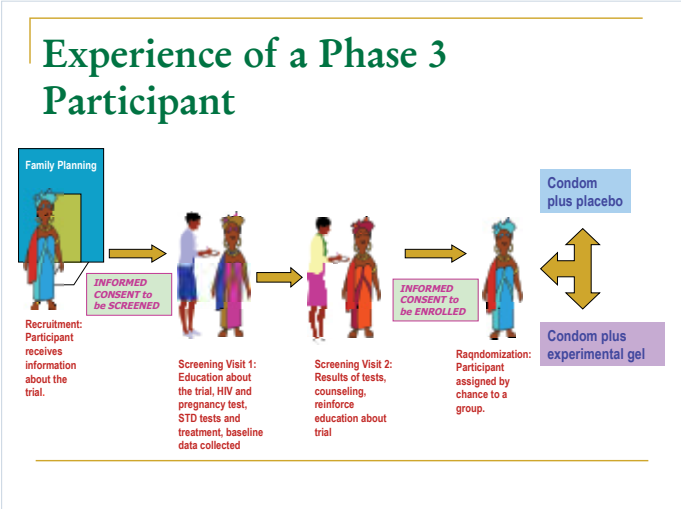 Experience of a Phase 3
Participant
Family Planning
INFORMED
CONSENT to
be SCREENED
Recruitment:
Participant
receives
information
about the
trial.
Screening Visit 1:
Education about
the trial, HIV and
pregnancy test,
STD tests and
treatment, baseline
data collected
Screening Visit 2:
Results of tests,
counseling,
reinforce
education about
trial
INFORMED
CONSENT to
be ENROLLED
Raqndomization:
Participant
assigned by
chance to a
group.
Condom
plus placebo
Condom plus
experimental gel